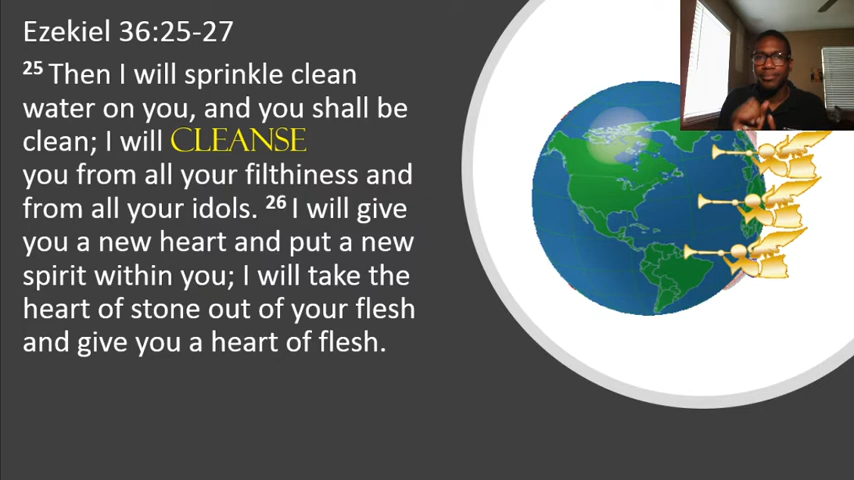 Ezekiel 36:25-27
25 Then I will sprinkle clean
water on you, and you shall be
clean; I will CLEANSE
you from all your filthiness and
from all your idols. 26 I will give
you a new heart and put a new
spirit within you; I will take the
heart of stone out of your flesh
and give you a heart of flesh.